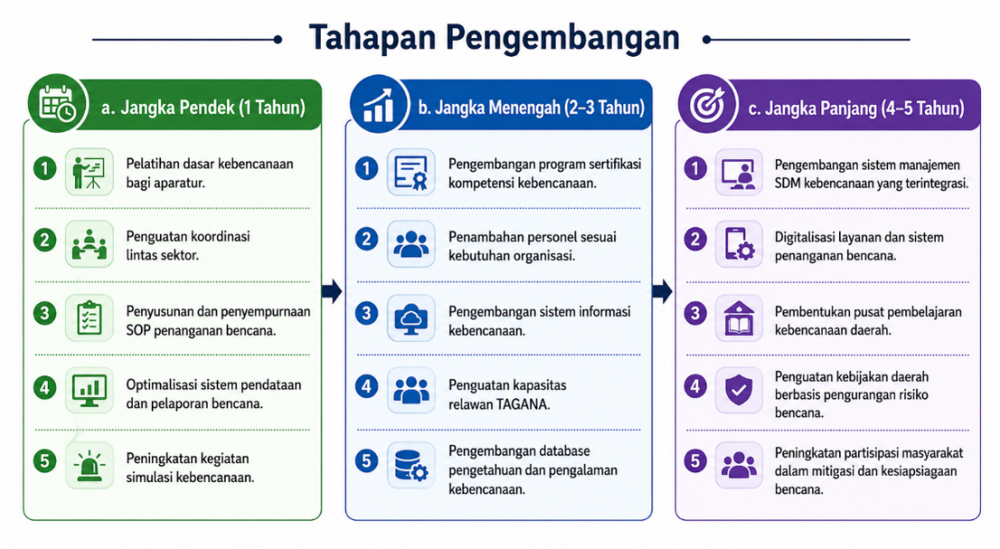 Tahapan Pengembangan
a. Jangka Pendek (1 Tahun)
1
Pelatihan dasar kebencanaan
bagi aparatur.
2
Penguatan koordinasi
lintas sektor.
3
Penyusunan dan penyempurnaan
SOP penanganan bencana.
4
Optimalisasi sistem pendataan
dan pelaporan bencana.
5
Peningkatan kegiatan
simulasi kebencanaan.
b. Jangka Menengah (2–3 Tahun)
1
Pengembangan program sertifikasi
kompetensi kebencanaan.
2
Penambahan personel sesuai
kebutuhan organisasi.
3
Pengembangan sistem informasi
kebencanaan.
4
Penguatan kapasitas
relawan TAGANA.
5
Pengembangan database
pengetahuan dan pengalaman
kebencanaan.
c. Jangka Panjang (4–5 Tahun)
1
Pengembangan sistem manajemen
SDM kebencanaan yang terintegrasi.
2
Digitalisasi layanan dan sistem
penanganan bencana.
3
Pembentukan pusat pembelajaran
kebencanaan daerah.
4
Penguatan kebijakan daerah
berbasis pengurangan risiko
bencana.
5
Peningkatan partisipasi masyarakat
dalam mitigasi dan kesiapsiagaan
bencana.